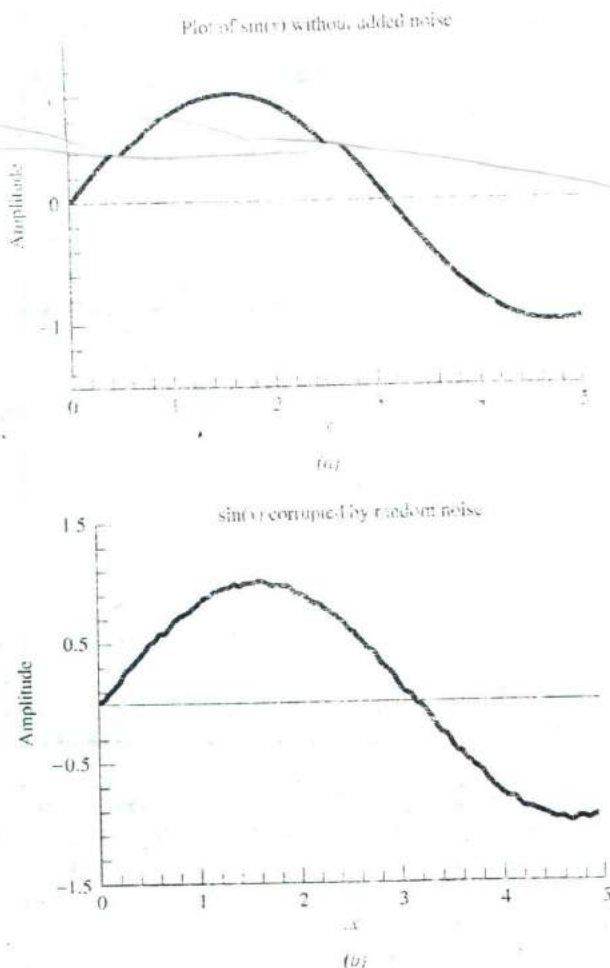 Plot of sin(x) without added noise
Amplitude
0
-1
0
1
2
5
(a)
sin(x) corrupted by random noise
1.5
0.5
-0.5
-1.5
Amplitude
0
1
2
3
4
5
x
(b)